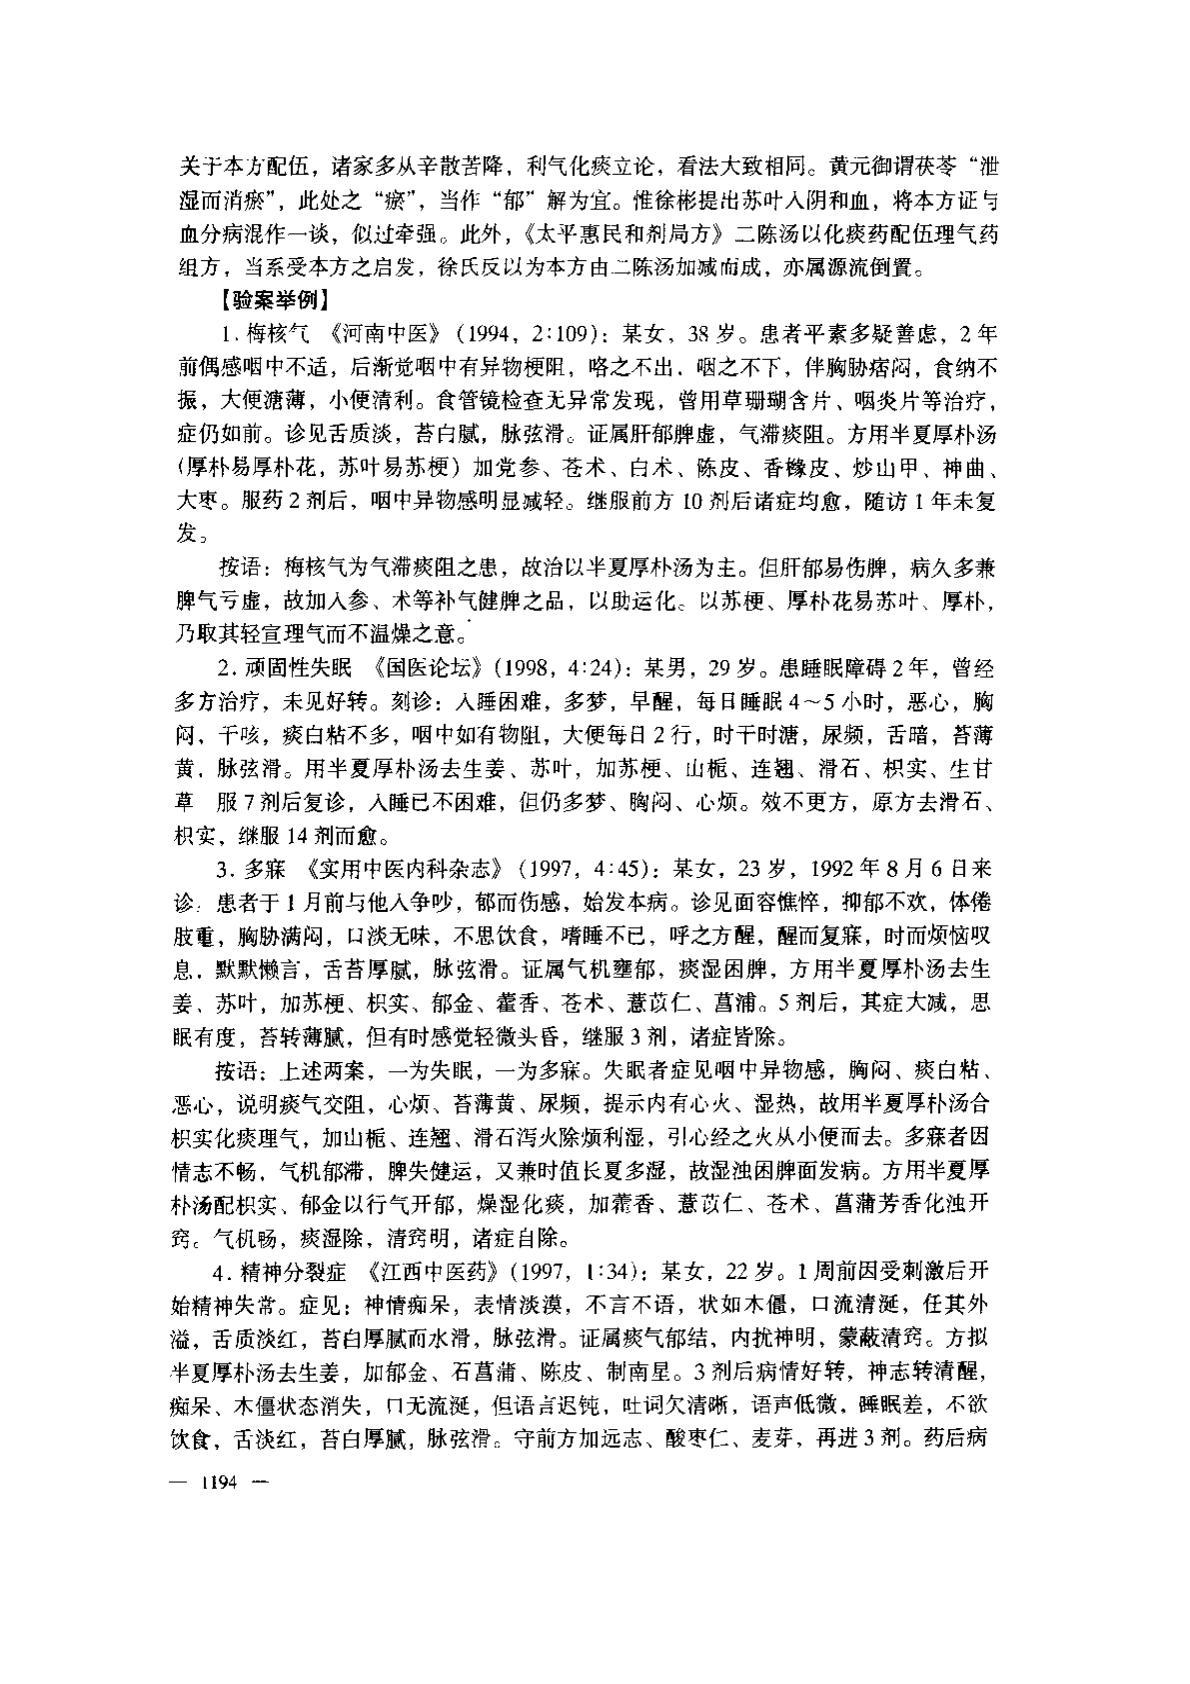 关于本方配伍，诸家多从辛散苦降，利气化痰立论，看法大致相同。黄元御谓茯苓“泄
湿而消瘀”，此处之“瘀”，当作“郁”解为宜。惟徐彬提出苏叶入阴和血，将本方证与
血分病混作一谈，似过牵强。此外，《太平惠民和剂局方》二陈汤以化痰药配伍理气药
组方，当系受本方之启发，徐氏反以为本方由二陈汤加减而成，亦属源流倒置。
【验案举例】
1. 梅核气 《河南中医》（1994，2:109）：某女，38 岁。患者平素多疑善虑，2 年
前偶感咽中不适，后渐觉咽中有异物梗阻，咯之不出，咽之不下，伴胸胁痞闷，食纳不
振，大便溏薄，小便清利。食管镜检查无异常发现，曾用草珊瑚含片、咽炎片等治疗，
症仍如前。诊见舌质淡，苔白腻，脉弦滑。证属肝郁脾虚，气滞痰阻。方用半夏厚朴汤
（厚朴易厚朴花，苏叶易苏梗）加党参、苍术、白术、陈皮、香橼皮、炒山甲、神曲、
大枣。服药 2 剂后，咽中异物感明显减轻。继服前方 10 剂后诸症均愈，随访 1 年未复
发。
按语：梅核气为气滞痰阻之患，故治以半夏厚朴汤为主。但肝郁易伤脾，病久多兼
脾气亏虚，故加入参、术等补气健脾之品，以助运化。以苏梗、厚朴花易苏叶、厚朴，
乃取其轻宣理气而不温燥之意。
2. 顽固性失眠 《国医论坛》（1998，4:24）：某男，29 岁。患睡眠障碍 2 年，曾经
多方治疗，未见好转。刻诊：入睡困难，多梦，早醒，每日睡眠 4～5 小时，恶心，胸
闷，干咳，痰白粘不多，咽中如有物阻，大便每日 2 行，时干时溏，尿频，舌暗，苔薄
黄，脉弦滑。用半夏厚朴汤去生姜、苏叶，加苏梗、山栀、连翘、滑石、枳实、生甘
草 服 7 剂后复诊，入睡已不困难，但仍多梦、胸闷、心烦。效不更方，原方去滑石、
枳实，继服 14 剂而愈。
3. 多寐 《实用中医内科杂志》（1997，4:45）：某女，23 岁，1992 年 8 月 6 日来
诊。患者于 1 月前与他人争吵，郁而伤感，始发本病。诊见面容憔悴，抑郁不欢，体倦
肢重，胸胁满闷，口淡无味，不思饮食，嗜睡不已，呼之方醒，醒而复寐，时而烦恼叹
息，默默懒言，舌苔厚腻，脉弦滑。证属气机壅郁，痰湿困脾，方用半夏厚朴汤去生
姜、苏叶，加苏梗、枳实、郁金、藿香、苍术、薏苡仁、菖浦。5 剂后，其症大减，思
眠有度，苔转薄腻，但有时感觉轻微头昏，继服 3 剂，诸症皆除。
按语：上述两案，一为失眠，一为多寐。失眠者症见咽中异物感，胸闷、痰白粘、
恶心，说明痰气交阻，心烦、苔薄黄、尿频，提示内有心火、湿热，故用半夏厚朴汤合
枳实化痰理气，加山栀、连翘、滑石泻火除烦利湿，引心经之火从小便而去。多寐者因
情志不畅，气机郁滞，脾失健运，又兼时值长夏多湿，故湿浊困脾面发病。方用半夏厚
朴汤配枳实、郁金以行气开郁，燥湿化痰，加藿香、薏苡仁、苍术、菖蒲芳香化浊开
窍。气机畅，痰湿除，清窍明，诸症自除。
4. 精神分裂症 《江西中医药》（1997，1:34）：某女，22 岁。1 周前因受刺激后开
始精神失常。症见：神情痴呆，表情淡漠，不言不语，状如木僵，口流清涎，任其外
溢，舌质淡红，苔白厚腻而水滑，脉弦滑。证属痰气郁结，内扰神明，蒙蔽清窍。方拟
半夏厚朴汤去生姜，加郁金、石菖蒲、陈皮、制南星。3 剂后病情好转，神志转清醒，
痴呆、木僵状态消失，口无流涎，但语言迟钝，吐词欠清晰，语声低微，睡眠差，不欲
饮食，舌淡红，苔白厚腻，脉弦滑。守前方加远志、酸枣仁、麦芽，再进 3 剂。药后病
— 1194 —